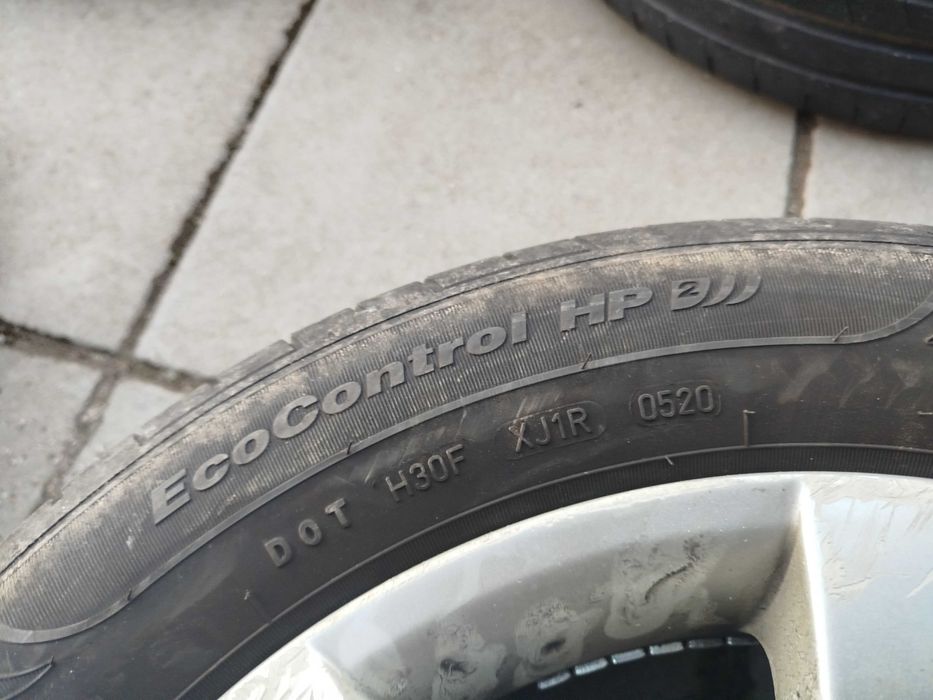 EcoControl HP 2
DOT H30F XJ1R 0520